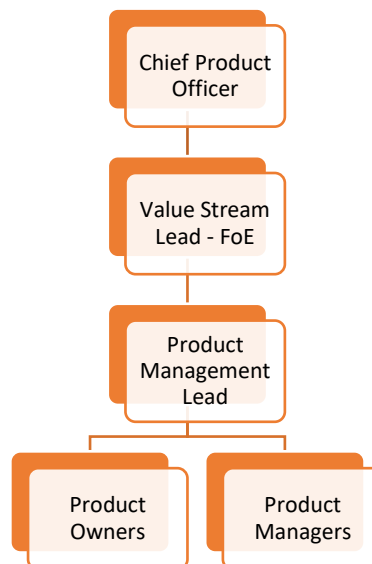 Chief Product
Officer
Value Stream
Lead - FoE
Product
Management
Lead
Product
Owners
Product
Managers